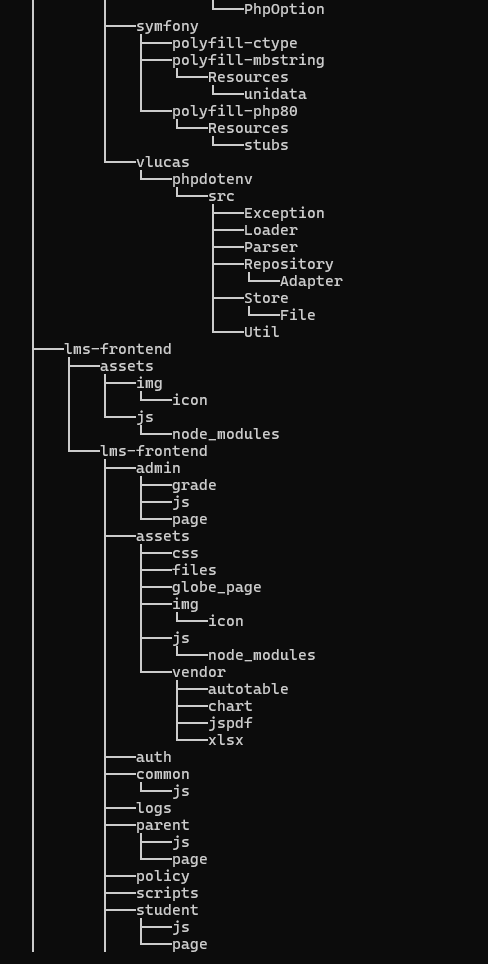 PhpOption
symfony
polyfill-ctype
polyfill-mbstring
Resources
unidata
polyfill-php80
Resources
stubs
vlucas
phpdotenv
src
Exception
Loader
Parser
Repository
Adapter
Store
File
Util
lms-frontend
assets
img
icon
js
node_modules
lms-frontend
admin
grade
js
page
assets
css
files
globe_page
img
icon
js
node_modules
vendor
autotable
chart
jspdf
xlsx
auth
common
js
logs
parent
js
page
policy
scripts
student
js
page